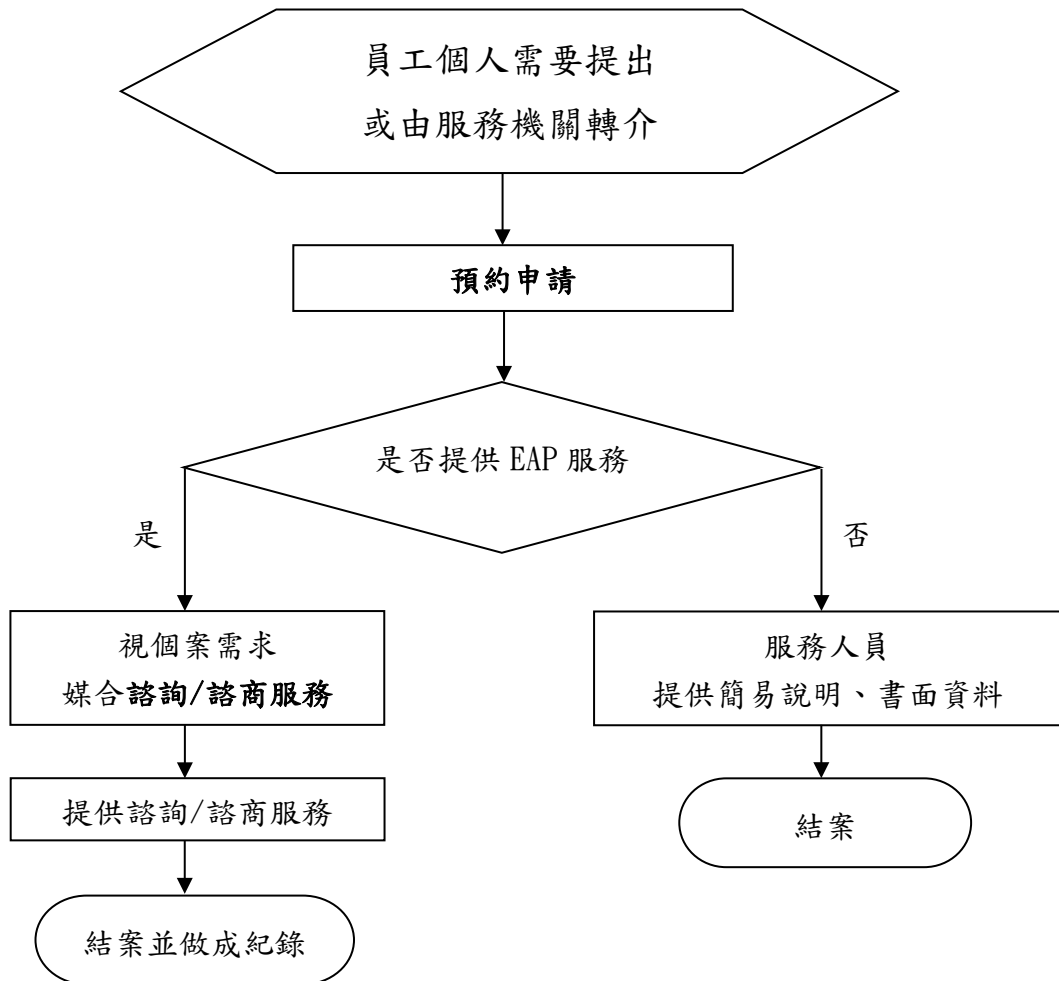 員工個人需要提出
或由服務機關轉介
預約申請
是否提供 EAP 服務
是
否
視個案需求
媒合諮詢/諮商服務
服務人員
提供簡易說明、書面資料
提供諮詢/諮商服務
結案
結案並做成紀錄